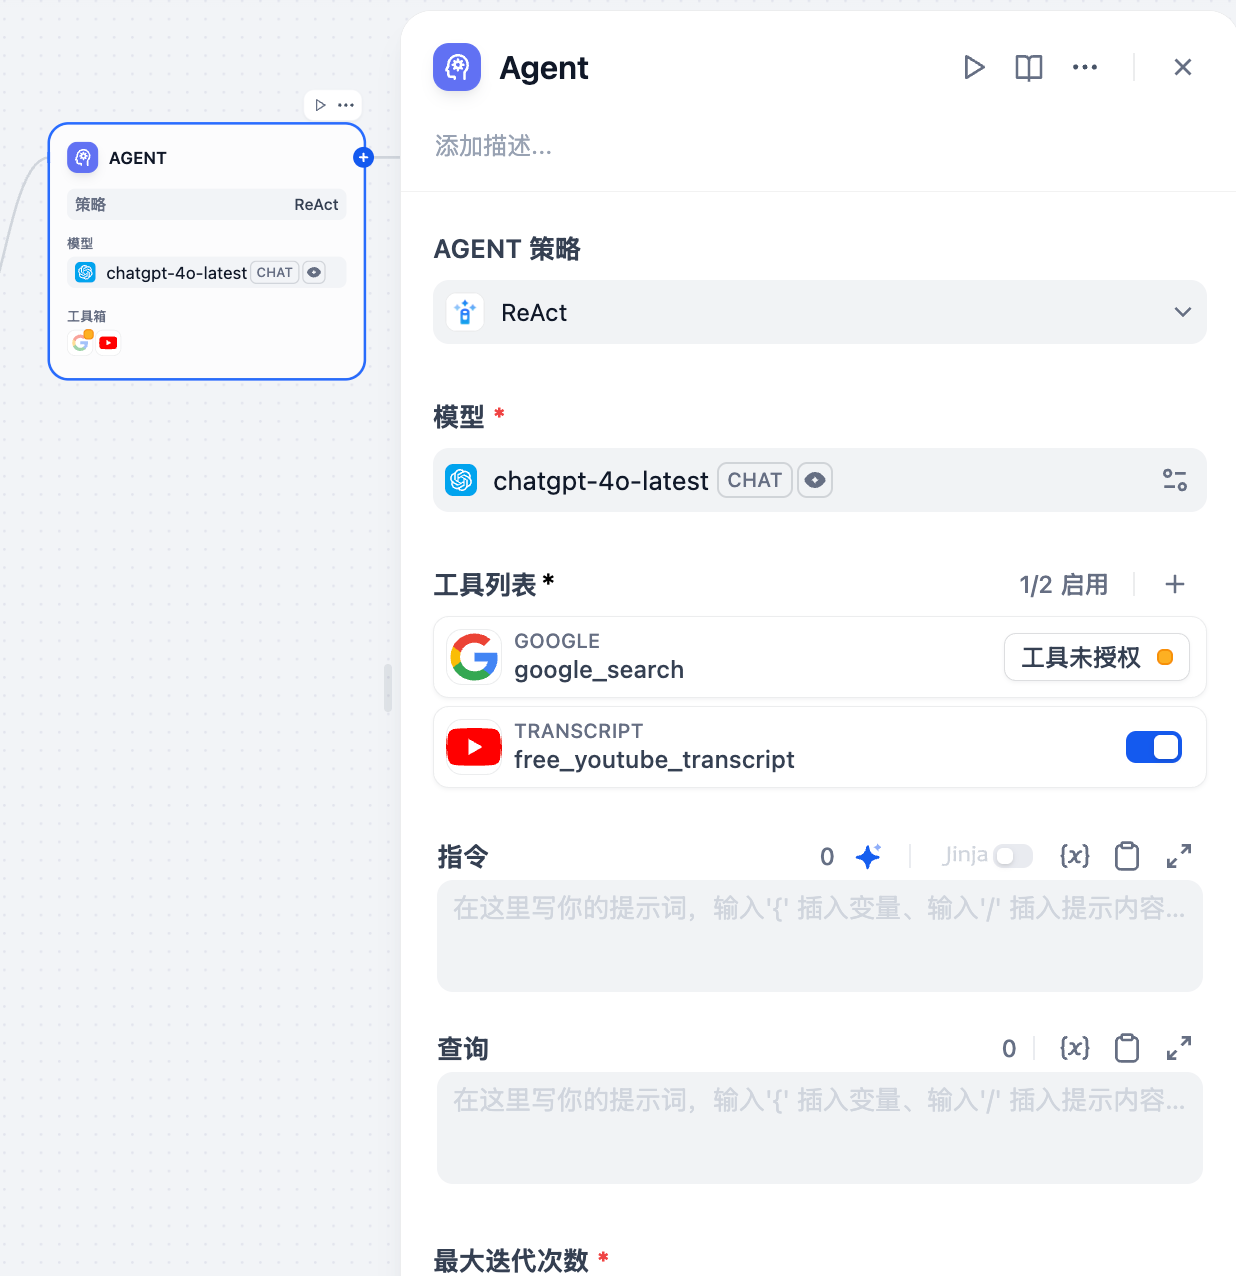 AGENT
策略 ReAct
模型
chatgpt-4o-latest CHAT
工具箱
Agent
添加描述...
AGENT 策略
ReAct
模型 *
chatgpt-4o-latest CHAT
工具列表 * 1/2 启用
GOOGLE
google_search
工具未授权
TRANSCRIPT
free_youtube_transcript
指令 0 Jinja {x}
在这里写你的提示词，输入'{' 插入变量、输入'/' 插入提示内容...
查询 0 {x}
在这里写你的提示词，输入'{' 插入变量、输入'/' 插入提示内容...
最大迭代次数 *